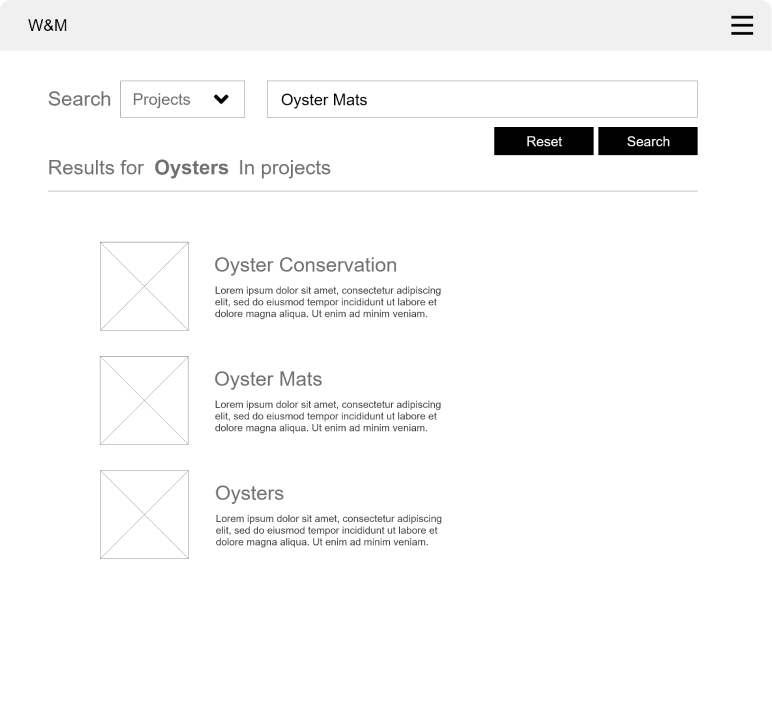 W&M
Search Projects Oyster Mats
Reset Search
Results for Oysters In projects
Oyster Conservation
Lorem ipsum dolor sit amet, consectetur adipiscing
elit, sed do eiusmod tempor incididunt ut labore et
dolore magna aliqua. Ut enim ad minim veniam.
Oyster Mats
Lorem ipsum dolor sit amet, consectetur adipiscing
elit, sed do eiusmod tempor incididunt ut labore et
dolore magna aliqua. Ut enim ad minim veniam.
Oysters
Lorem ipsum dolor sit amet, consectetur adipiscing
elit, sed do eiusmod tempor incididunt ut labore et
dolore magna aliqua. Ut enim ad minim veniam.